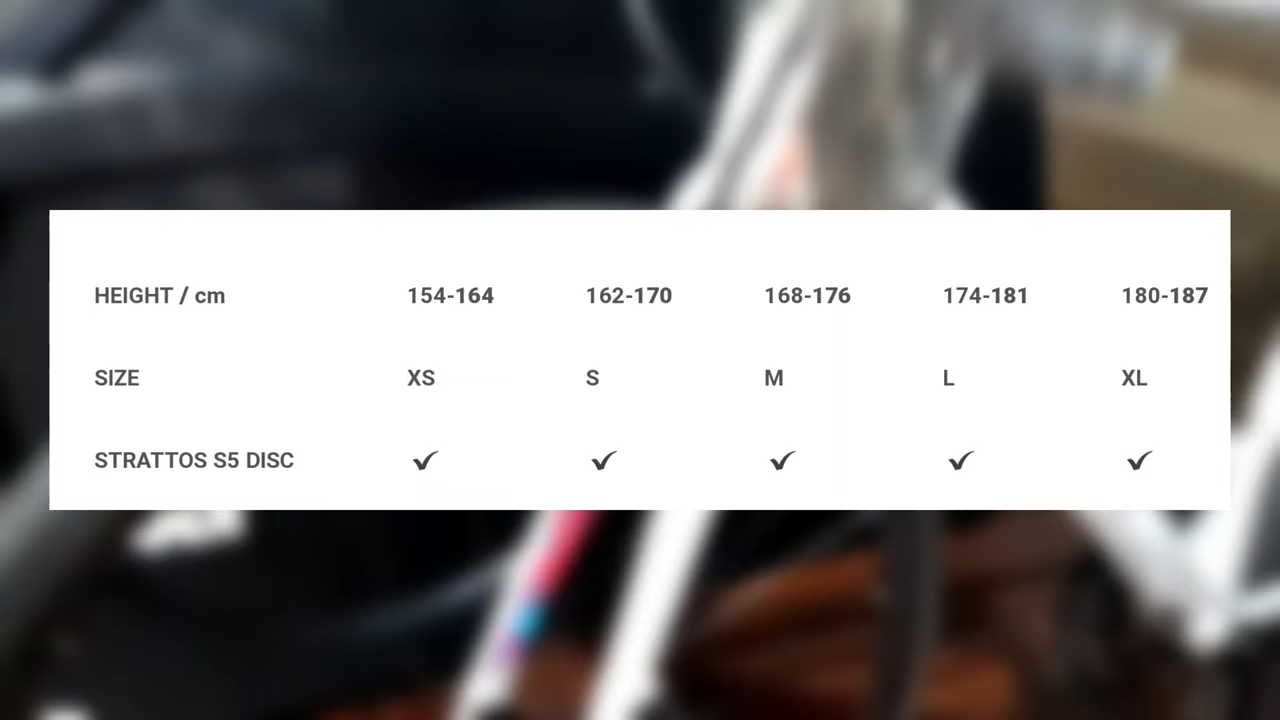 HEIGHT / cm 154-164 162-170 168-176 174-181 180-187
SIZE XS S M L XL
STRATTOS S5 DISC ✓ ✓ ✓ ✓ ✓